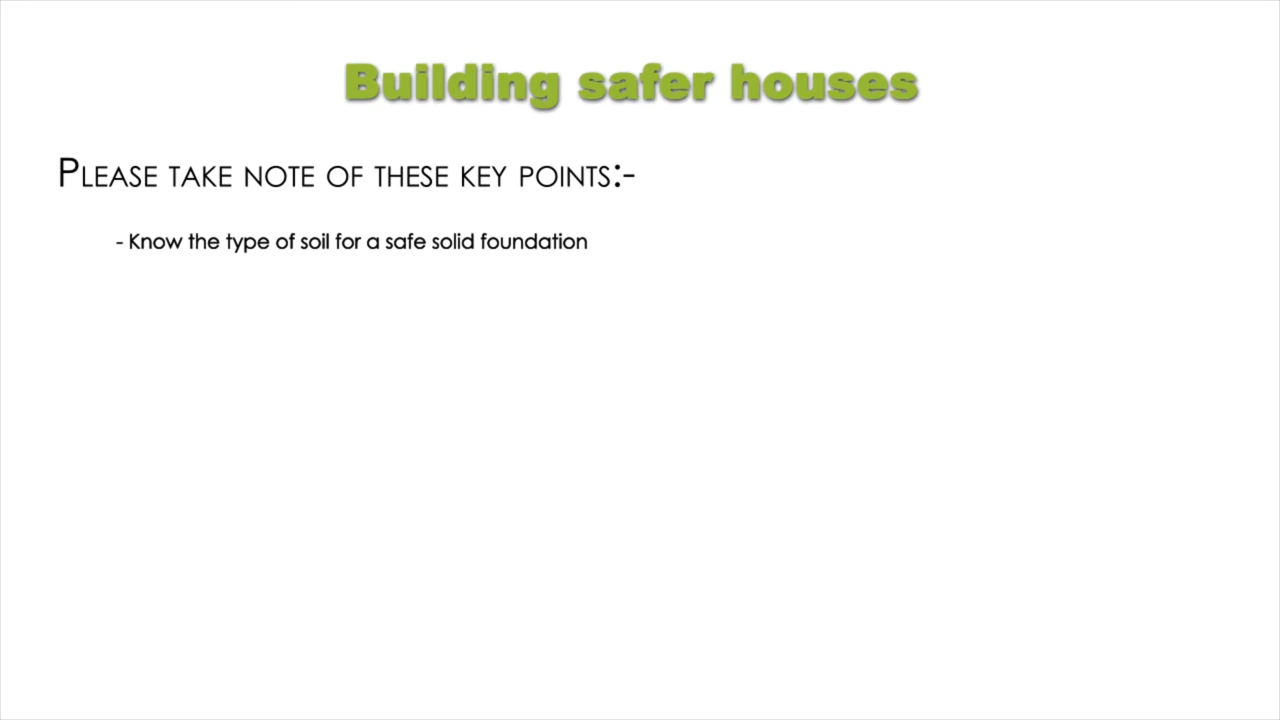 Building safer houses
Please take note of these key points:-
- Know the type of soil for a safe solid foundation